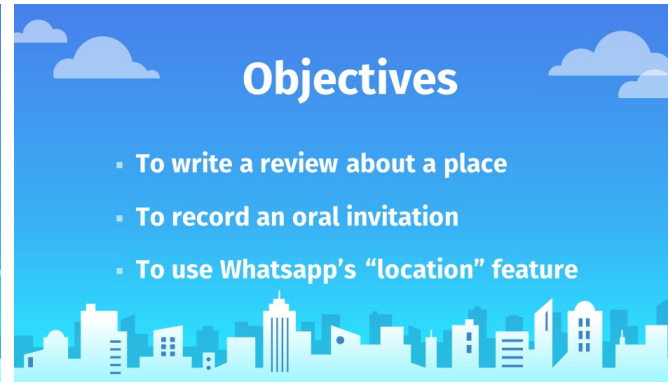 Objectives
▪ To write a review about a place
▪ To record an oral invitation
▪ To use Whatsapp's “location” feature